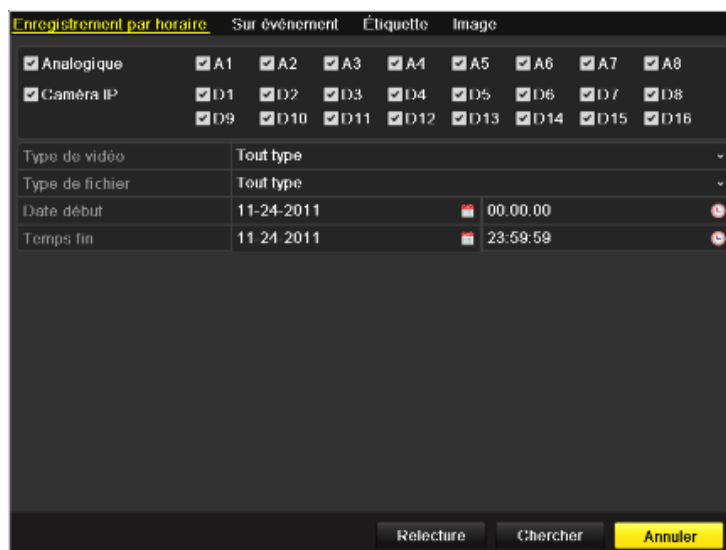 Enregistrement par horaire Sur événement Étiquette Image
Analogique A1 A2 A3 A4 A5 A6 A7 A8
Caméra IP D1 D2 D3 D4 D5 D6 D7 D8
D9 D10 D11 D12 D13 D14 D15 D16
Type de vidéo Tout type
Type de fichier Tout type
Date début 11-24-2011 00:00:00
Temps fin 11-24-2011 23:59:59
Relecture Chercher Annuler